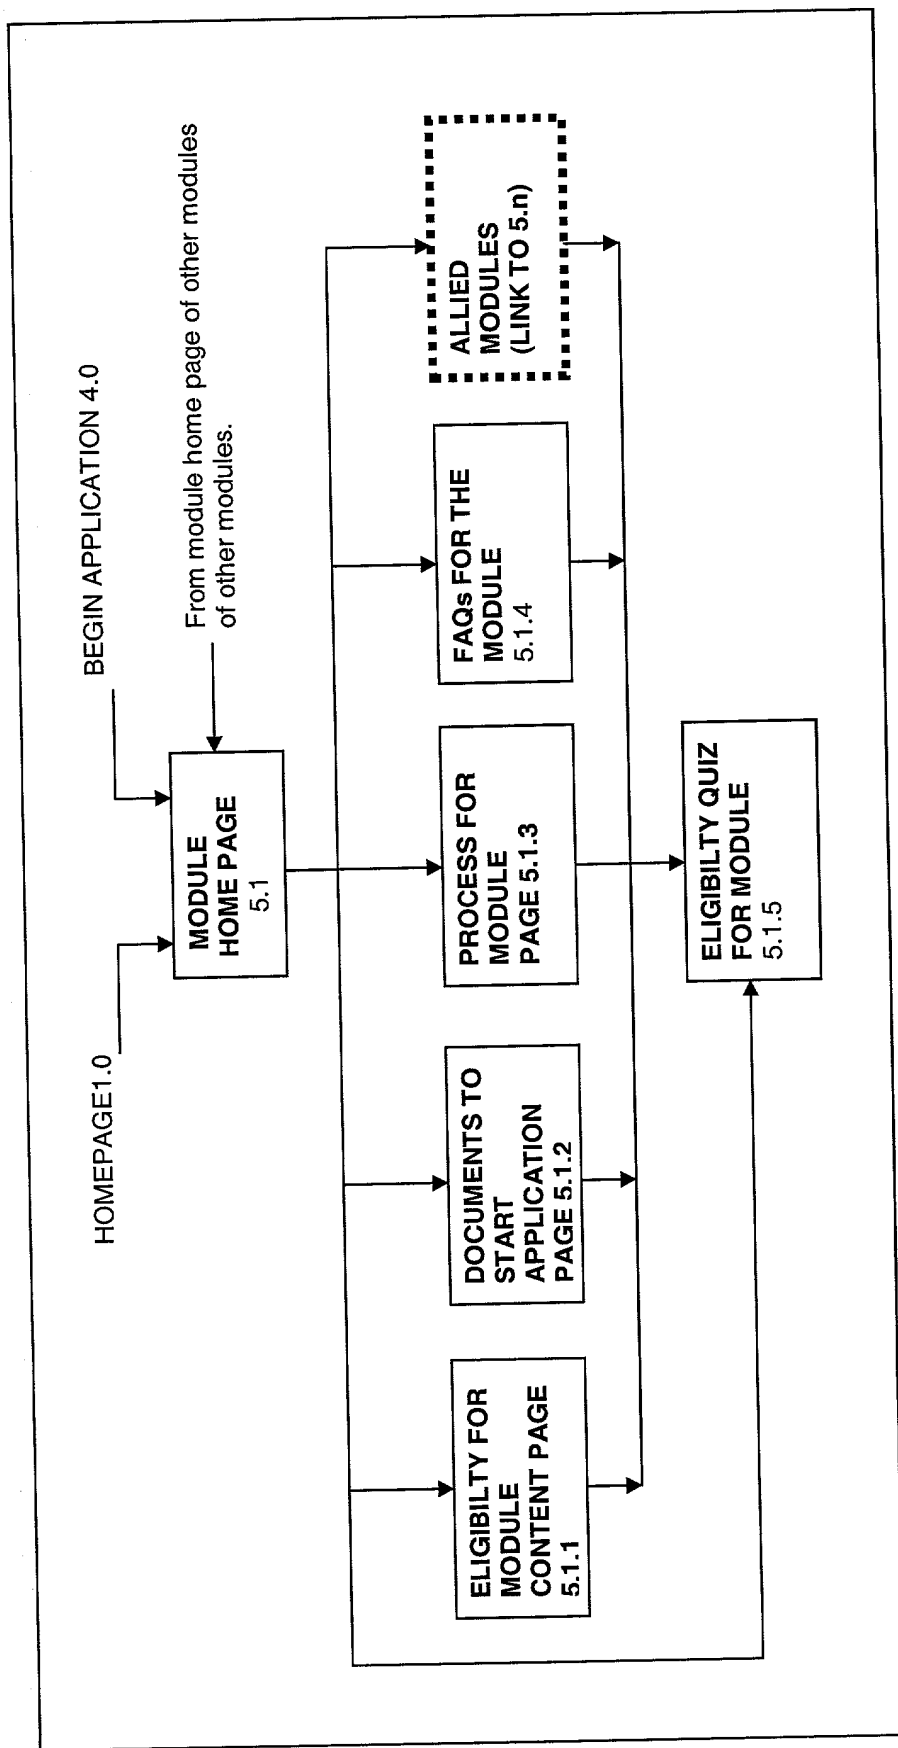 HOMEPAGE1.0
BEGIN APPLICATION 4.0
From module home page of other modules
of other modules.
MODULE
HOME PAGE
5.1
ELIGIBILTY FOR
MODULE
CONTENT PAGE
5.1.1
DOCUMENTS TO
START
APPLICATION
PAGE 5.1.2
PROCESS FOR
MODULE
PAGE 5.1.3
FAQs FOR THE
MODULE
5.1.4
ALLIED
MODULES
(LINK TO 5.n)
ELIGIBILTY QUIZ
FOR MODULE
5.1.5